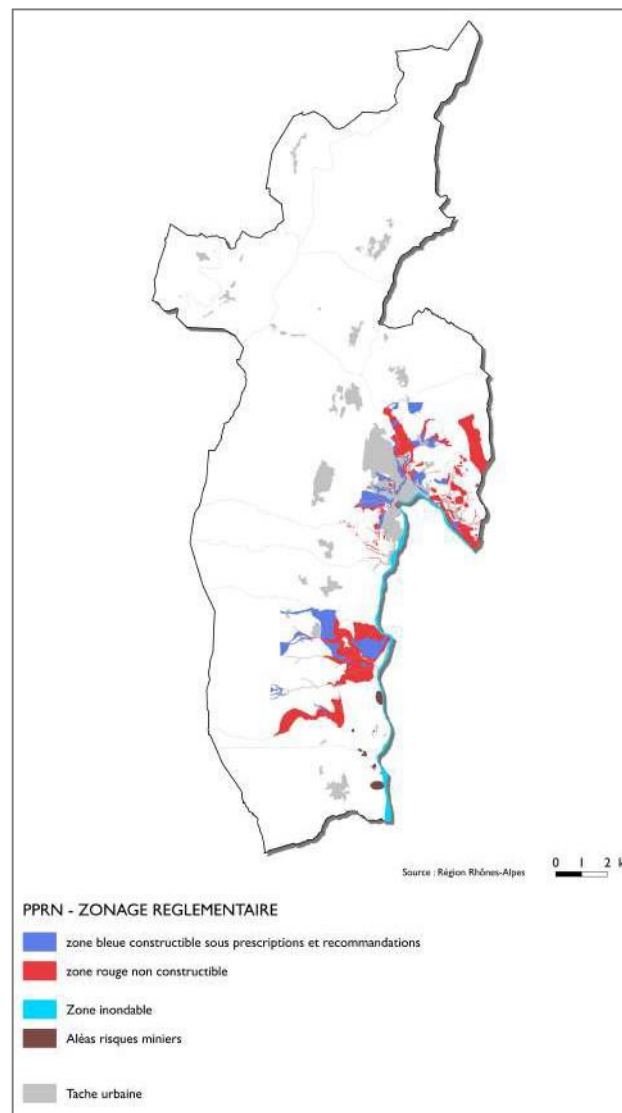 Source : Région Rhônes-Alpes
0 1 2 k
PPRN - ZONAGE REGLEMENTAIRE
zone bleue constructible sous prescriptions et recommandations
zone rouge non constructible
Zone inondable
Aléas risques miniers
Tache urbaine